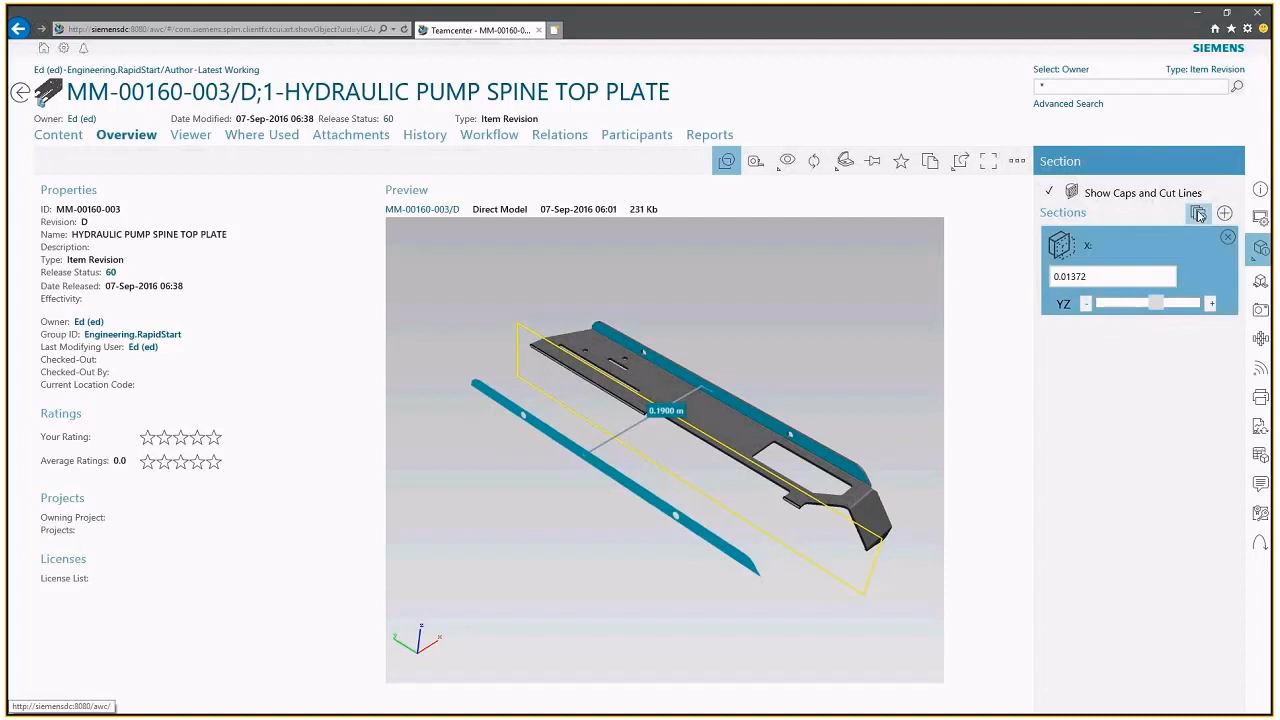 http://siemensdc:8080/awc/#/com.siemens.splm.clientfx.tcui.xrt.showObject?uid=ylCA
Teamcenter - MM-00160-0...
SIEMENS
Ed (ed)-Engineering.RapidStart/Author-Latest Working
MM-00160-003/D;1-HYDRAULIC PUMP SPINE TOP PLATE
Owner: Ed (ed) Date Modified: 07-Sep-2016 06:38 Release Status: 60 Type: Item Revision
Content Overview Viewer Where Used Attachments History Workflow Relations Participants Reports
Select: Owner Type: Item Revision
*
Advanced Search
Properties
ID: MM-00160-003
Revision: D
Name: HYDRAULIC PUMP SPINE TOP PLATE
Description:
Type: Item Revision
Release Status: 60
Date Released: 07-Sep-2016 06:38
Effectivity:
Owner: Ed (ed)
Group ID: Engineering.RapidStart
Last Modifying User: Ed (ed)
Checked-Out:
Checked-Out By:
Current Location Code:
Ratings
Your Rating:
Average Ratings: 0.0
Projects
Owning Project:
Projects:
Licenses
License List:
Preview
MM-00160-003/D Direct Model 07-Sep-2016 06:01 231 Kb
0.1900 m
Z
Y
X
Section
Show Caps and Cut Lines
Sections
X:
0.01372
YZ - +
http://siemensdc:8080/awc/